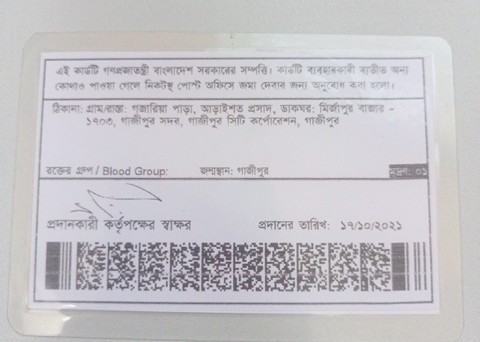 এই কার্ডটি গণপ্রজাতন্ত্রী বাংলাদেশ সরকারের সম্পত্তি। কার্ডটি ব্যবহারকারী ব্যতীত অন্য
কোথাও পাওয়া গেলে নিকটস্থ পোস্ট অফিসে জমা দেবার জন্য অনুরোধ করা হলো।
ঠিকানা: গ্রাম/রাস্তা: গজারিয়া পাড়া, আড়াইশত প্রসাদ, ডাকঘর: মির্জাপুর বাজার -
১৭০৩, গাজীপুর সদর, গাজীপুর সিটি কর্পোরেশন, গাজীপুর
রক্তের গ্রুপ / Blood Group: জন্মস্থান: গাজীপুর মুদ্রণ: ০১
প্রদানকারী কর্তৃপক্ষের স্বাক্ষর প্রদানের তারিখ: ১৭/১০/২০২১